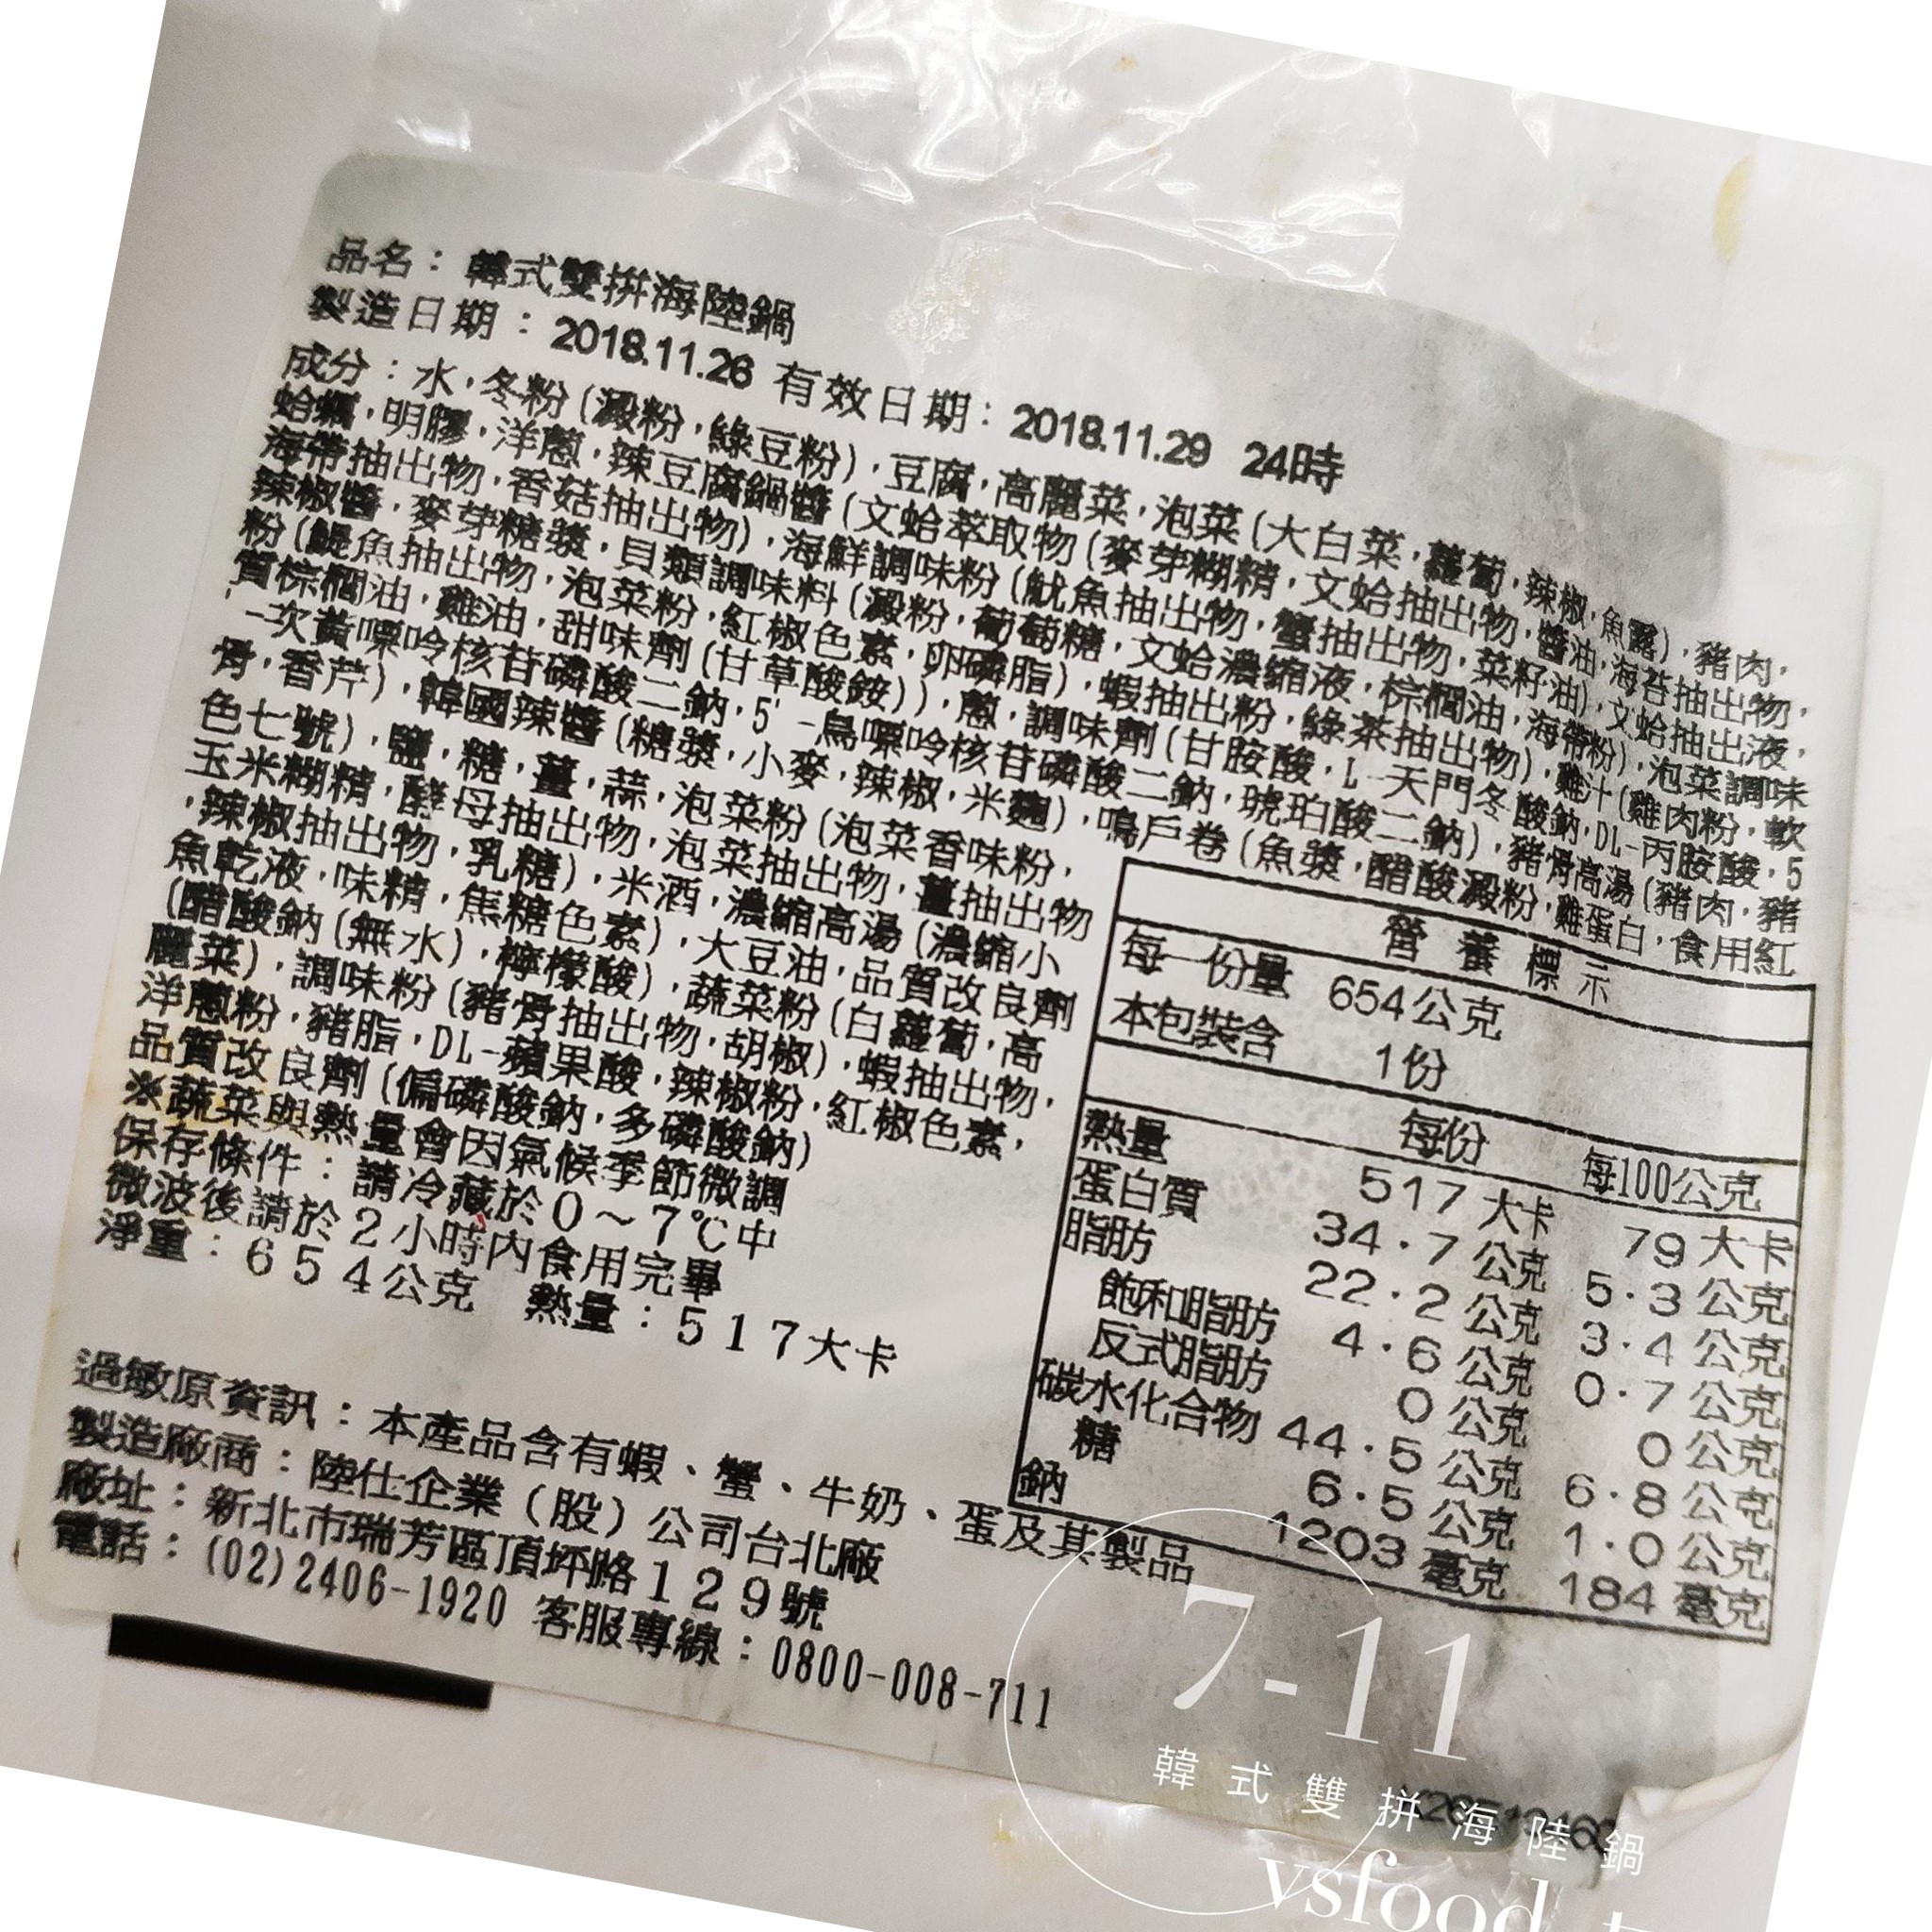 品名：韓式雙拼海陸鍋
製造日期：2018.11.26 有效日期：2018.11.29 24時
成分：水,冬粉(澱粉,綠豆粉),豆腐,高麗菜,泡菜(大白菜,蘿蔔,辣椒,魚露),豬肉,
蛤蠣,明膠,洋蔥,辣豆腐鍋醬(文蛤萃取物(麥芽糊精,文蛤抽出物,醬油,海苔抽出物,
海帶抽出物,香菇抽出物),海鮮調味粉(魷魚抽出物,蟹抽出物,菜籽油),文蛤抽出液,
辣椒醬,麥芽糖漿,貝類調味料(澱粉,葡萄糖,文蛤濃縮液,棕櫚油,海帶粉),泡菜調味
粉(鯷魚抽出物,泡菜粉,紅椒色素,卵磷脂),蝦抽出粉,綠茶抽出物),雞汁(雞肉粉,軟
質棕櫚油,雞油,甜味劑(甘草酸銨)),蔥,調味劑(甘胺酸,L-天門冬酸鈉,DL-丙胺酸,5
'-次黃嘌呤核苷磷酸二鈉,5'-鳥嘌呤核苷磷酸二鈉,琥珀酸二鈉),豬骨高湯(豬肉,豬
骨,香芹),韓國辣醬(糖漿,小麥,辣椒,米麴),鳴戶卷(魚漿,醋酸澱粉,雞蛋白,食用紅
色七號),鹽,糖,薑,蒜,泡菜粉(泡菜香味粉,
玉米糊精,酵母抽出物,泡菜抽出物,薑抽出物
,辣椒抽出物,乳糖),米酒,濃縮高湯(濃縮小
魚乾液,味精,焦糖色素),大豆油,品質改良劑
(醋酸鈉(無水),檸檬酸),蔬菜粉(白蘿蔔,高
麗菜),調味粉(豬骨抽出物,胡椒),蝦抽出物,
洋蔥粉,豬脂,DL-蘋果酸,辣椒粉,紅椒色素,
品質改良劑(偏磷酸鈉,多磷酸鈉)
※蔬菜與熱量會因氣候季節微調
保存條件：請冷藏於０～７℃中
微波後請於２小時內食用完畢
淨重：６５４公克 熱量：５１７大卡
營養標示
每一份量 654公克
本包裝含 1份
每份 每100公克
熱量 517 大卡 79 大卡
蛋白質 34.7 公克 5.3 公克
脂肪 22.2 公克 3.4 公克
飽和脂肪 4.6 公克 0.7 公克
反式脂肪 0 公克 0 公克
碳水化合物 44.5 公克 6.8 公克
糖 6.5 公克 1.0 公克
鈉 1203 毫克 184 毫克
過敏原資訊：本產品含有蝦、蟹、牛奶、蛋及其製品
製造廠商：陸仕企業（股）公司台北廠
廠址：新北市瑞芳區頂坪路１２９號
電話：(02)2406-1920 客服專線：0800-008-711
7-11
韓式雙拼海陸鍋
vsfood